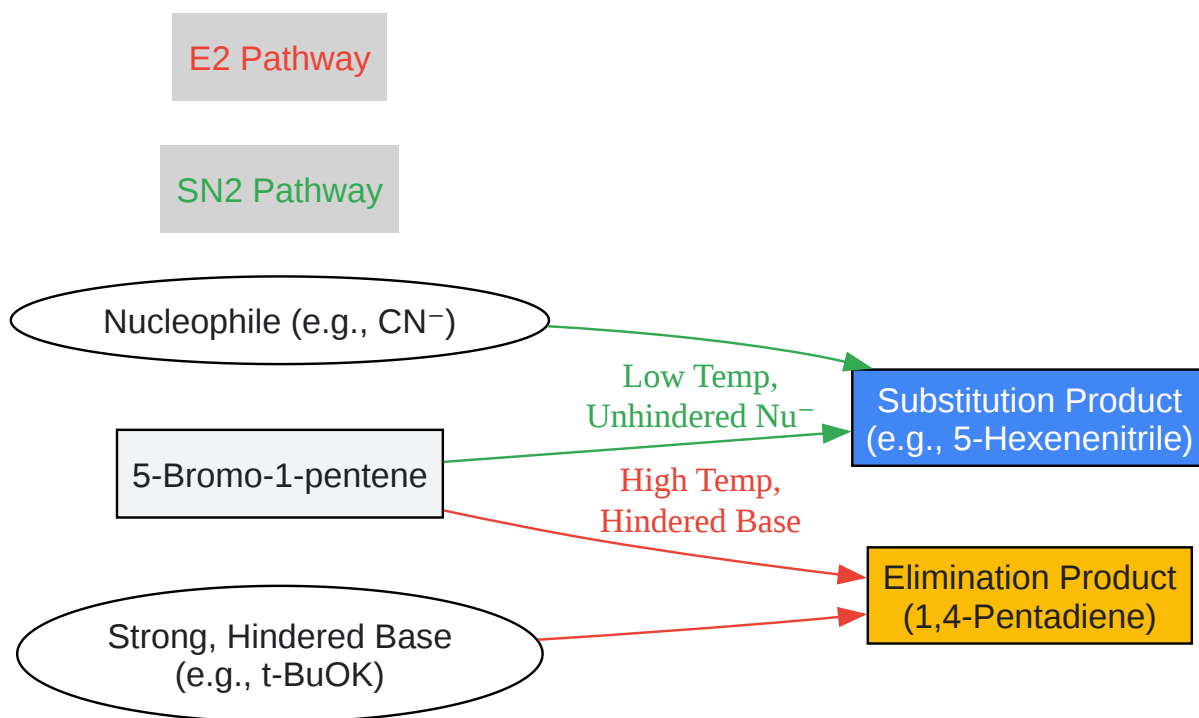 E2 Pathway
SN2 Pathway
Nucleophile (e.g., CN⁻)
Low Temp,
Unhindered Nu⁻
Substitution Product
(e.g., 5-Hexenenitrile)
5-Bromo-1-pentene
High Temp,
Hindered Base
Elimination Product
(1,4-Pentadiene)
Strong, Hindered Base
(e.g., t-BuOK)